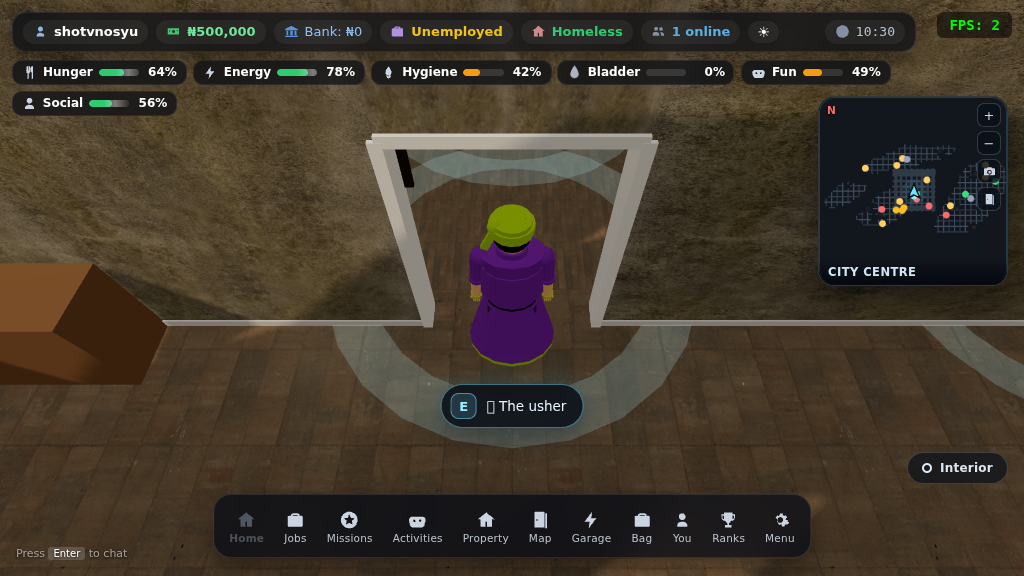 shotvnosyu ₦500,000 Bank: ₦0 Unemployed Homeless 1 online 10:30
FPS: 2
Hunger 64% Energy 78% Hygiene 42% Bladder 0% Fun 49%
Social 56%
N
+
−
CITY CENTRE
E The usher
Interior
Home Jobs Missions Activities Property Map Garage Bag You Ranks Menu
Press Enter to chat